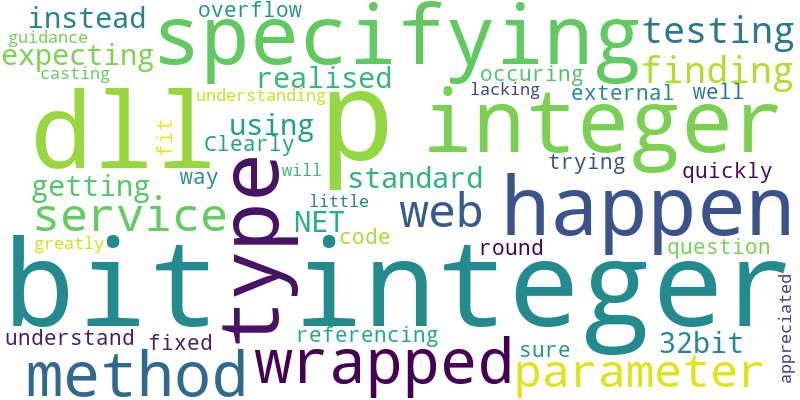 instead overflow specifying testing
guidance
expecting
casting realised occuring finding
understanding lacking external well
dll fit p integer
Clearly using
trying
way will standard quickly
getting
service little web happen
NET type
greatly code round question
bit integer
understand fixed referencing sure 32bit appreciated
method wrapped parameter